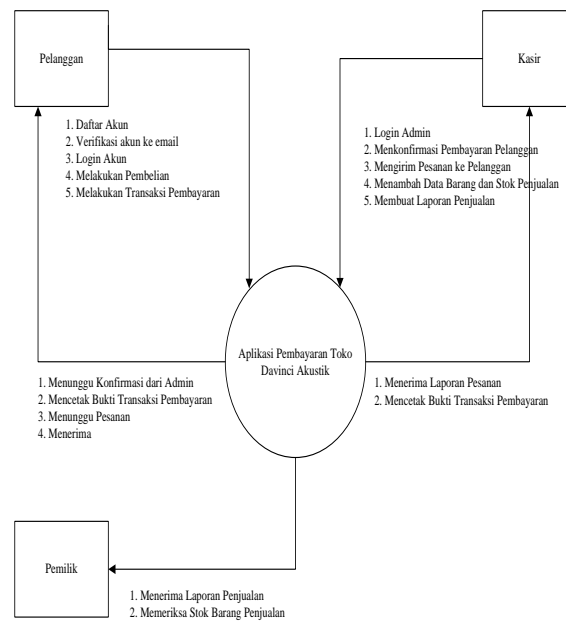 Pelanggan
Kasir
1. Daftar Akun
2. Verifikasi akun ke email
3. Login Akun
4. Melakukan Pembelian
5. Melakukan Transaksi Pembayaran
1. Login Admin
2. Menkonfirmasi Pembayaran Pelanggan
3. Mengirim Pesanan ke Pelanggan
4. Menambah Data Barang dan Stok Penjualan
5. Membuat Laporan Penjualan
Aplikasi Pembayaran Toko
Davinci Akustik
1. Menunggu Konfirmasi dari Admin
2. Mencetak Bukti Transaksi Pembayaran
3. Menunggu Pesanan
4. Menerima
1. Menerima Laporan Pesanan
2. Mencetak Bukti Transaksi Pembayaran
Pemilik
1. Menerima Laporan Penjualan
2. Memeriksa Stok Barang Penjualan